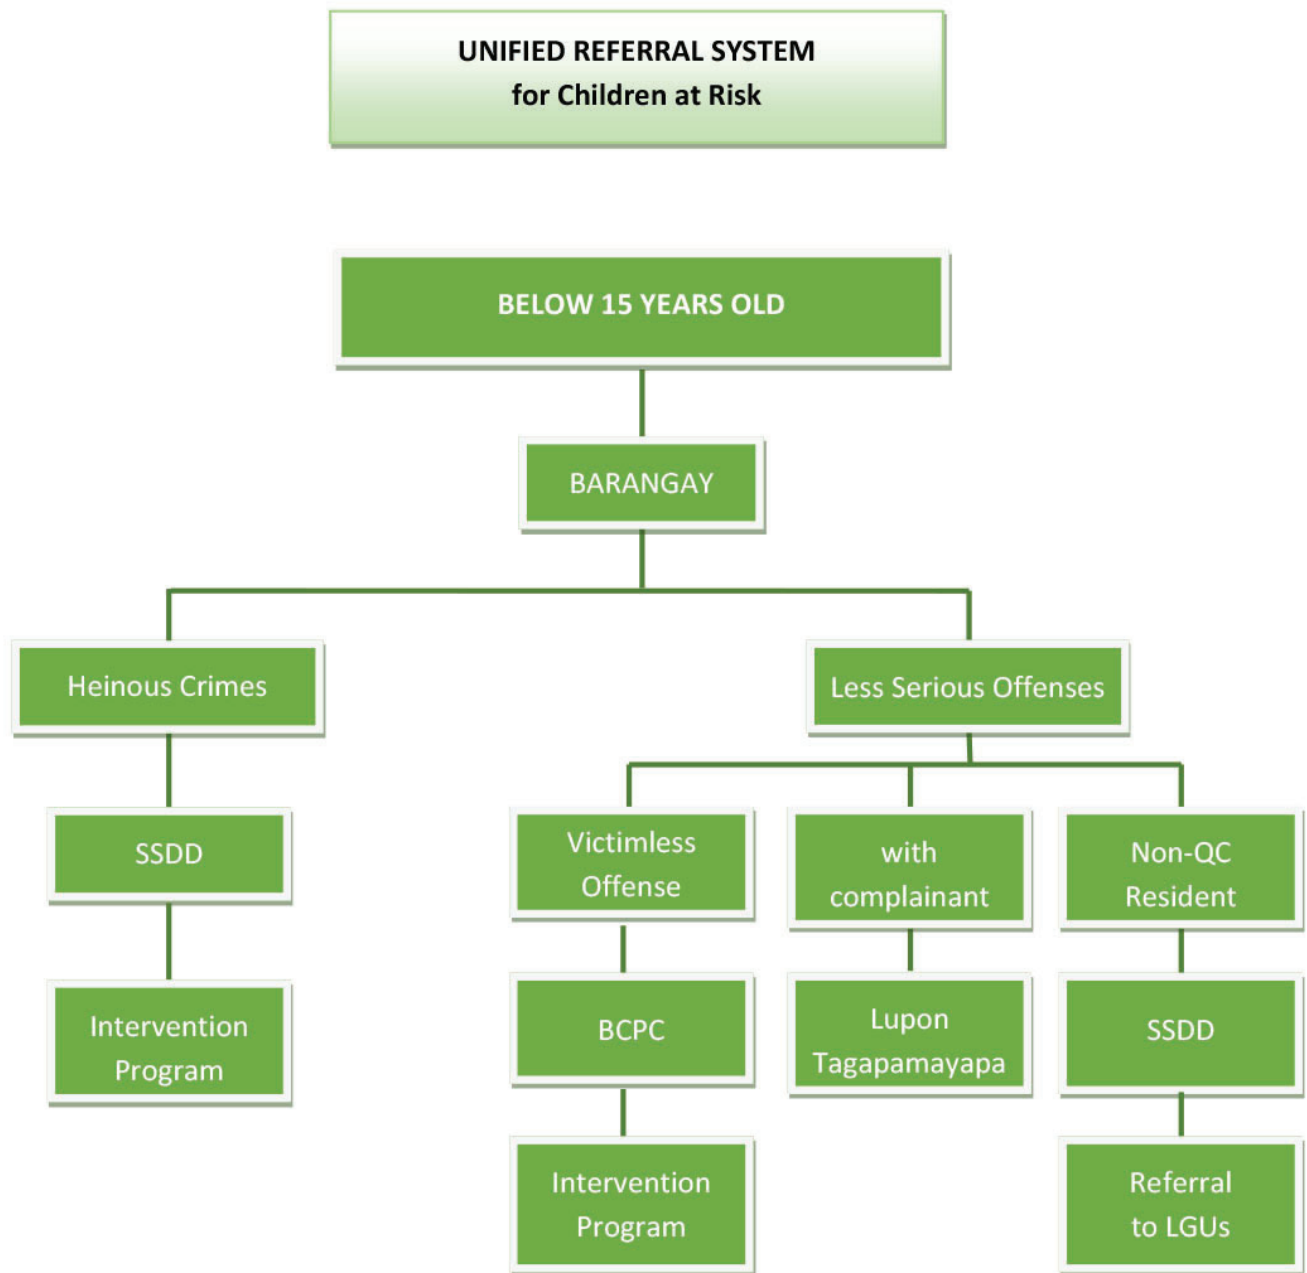 UNIFIED REFERRAL SYSTEM
for Children at Risk
BELOW 15 YEARS OLD
BARANGAY
Heinous Crimes
Less Serious Offenses
SSDD
Victimless
Offense
with
complainant
Non-QC
Resident
Intervention
Program
BCPC
Lupon
Tagapamayapa
SSDD
Intervention
Program
Referral
to LGUs